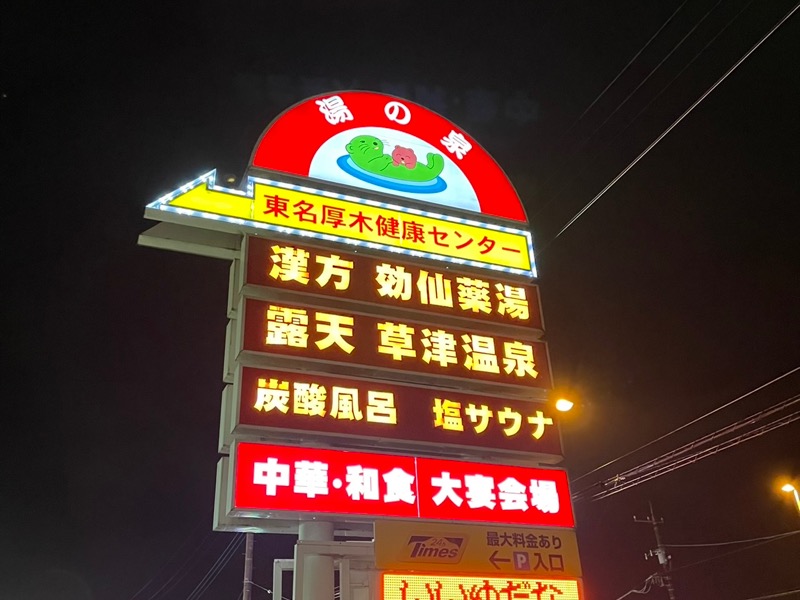 湯の泉
東名厚木健康センター
漢方 効仙薬湯
露天 草津温泉
炭酸風呂 塩サウナ
中華・和食 大宴会場
24h Times 最大料金あり
←P入口